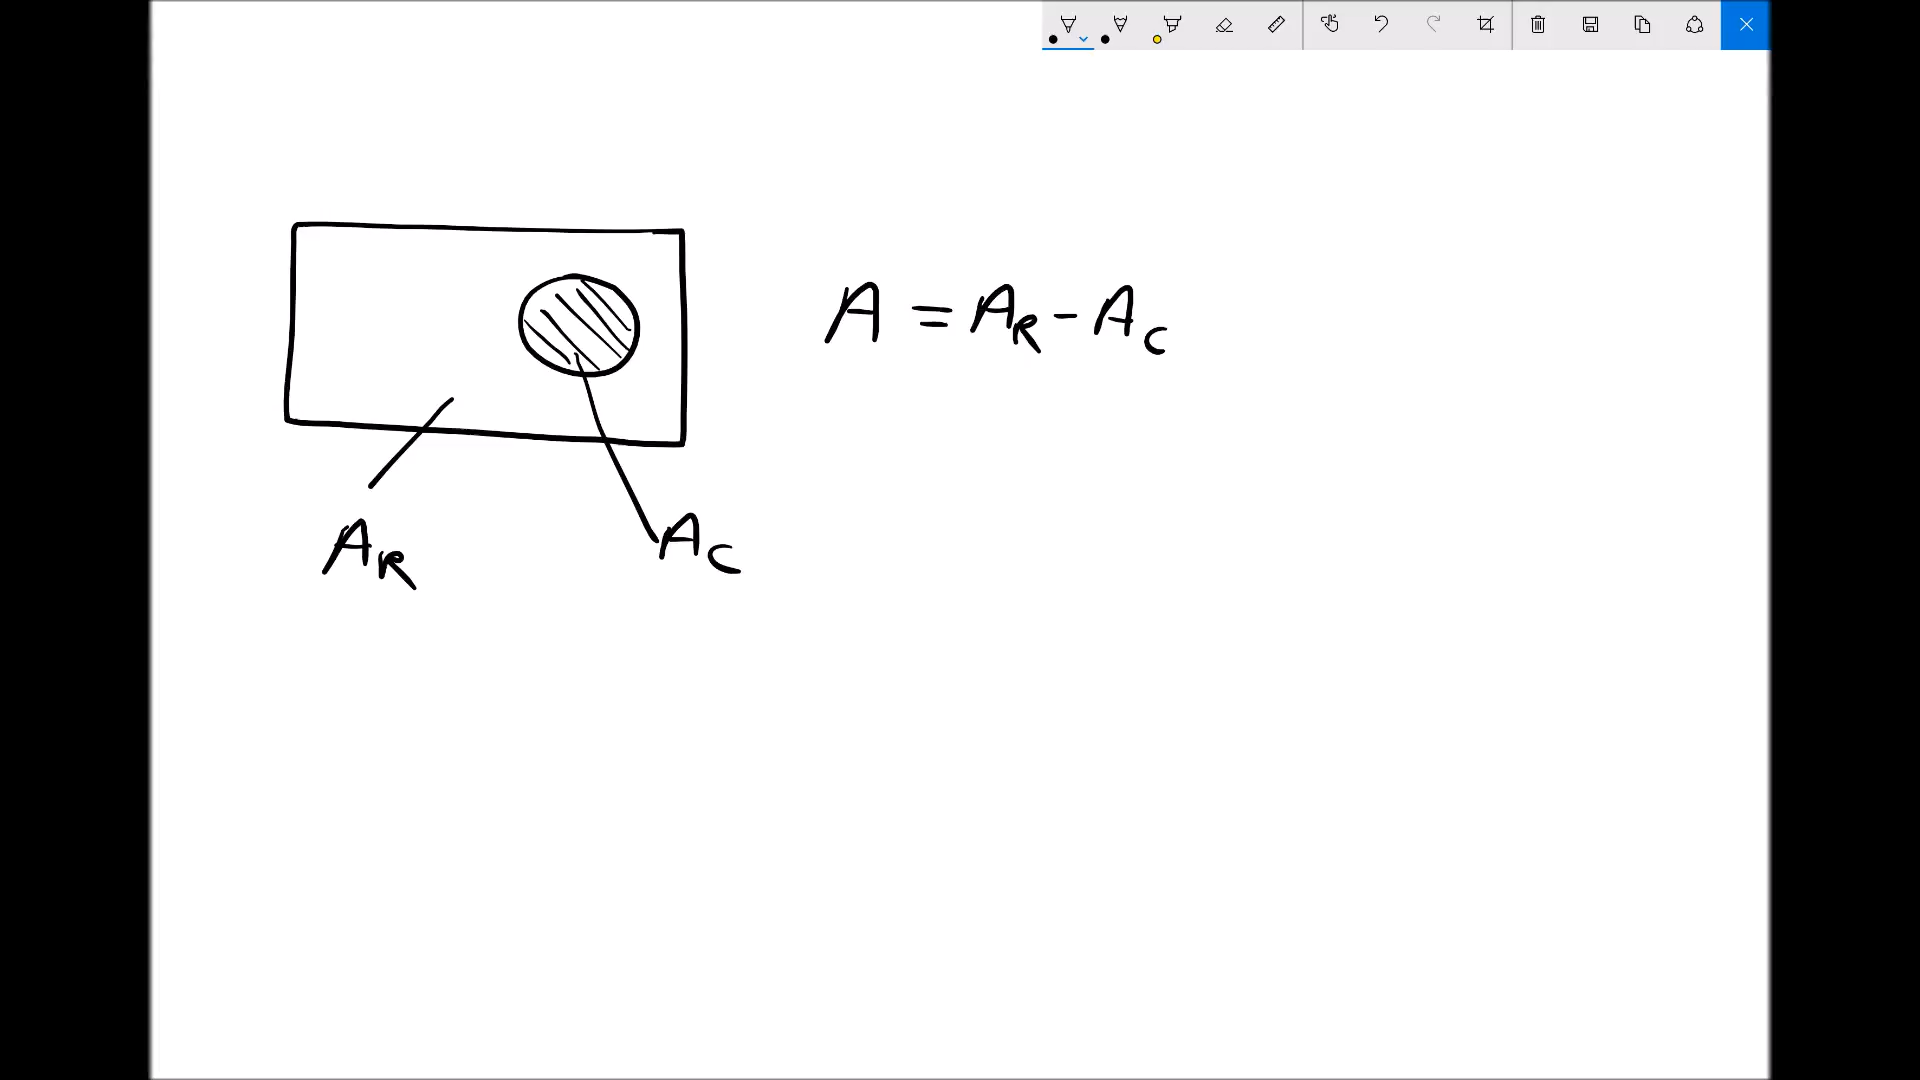 A = A_R - A_C
A_R
A_C